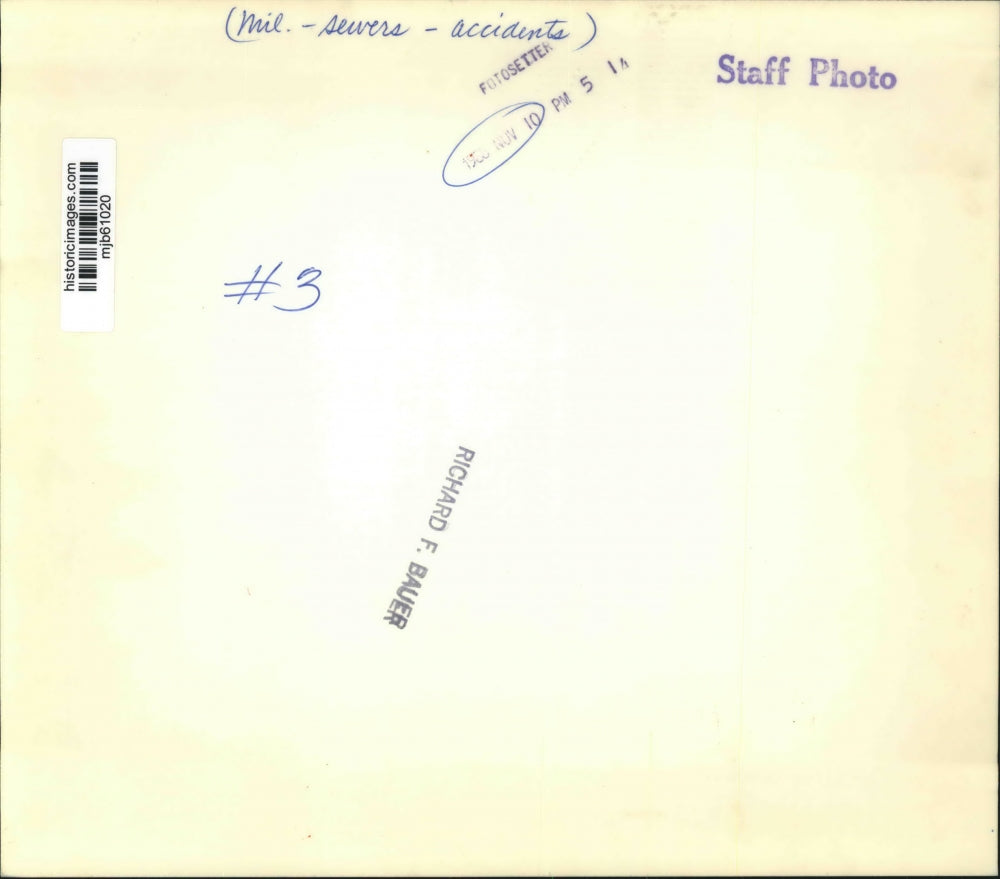 (Mil. - sewers - accidents)
FOTOSETTER
NOV 10 PM 5 14
Staff Photo
historicimages.com
mjb61020
#3
RICHARD F. BAUER